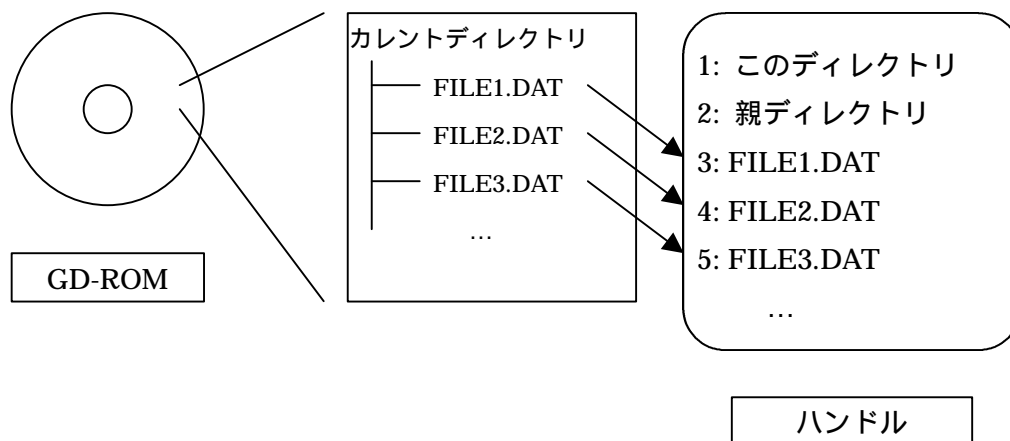 カレントディレクトリ
FILE1.DAT
FILE2.DAT
FILE3.DAT
…
GD-ROM
1: このディレクトリ
2: 親ディレクトリ
3: FILE1.DAT
4: FILE2.DAT
5: FILE3.DAT
…
ハンドル